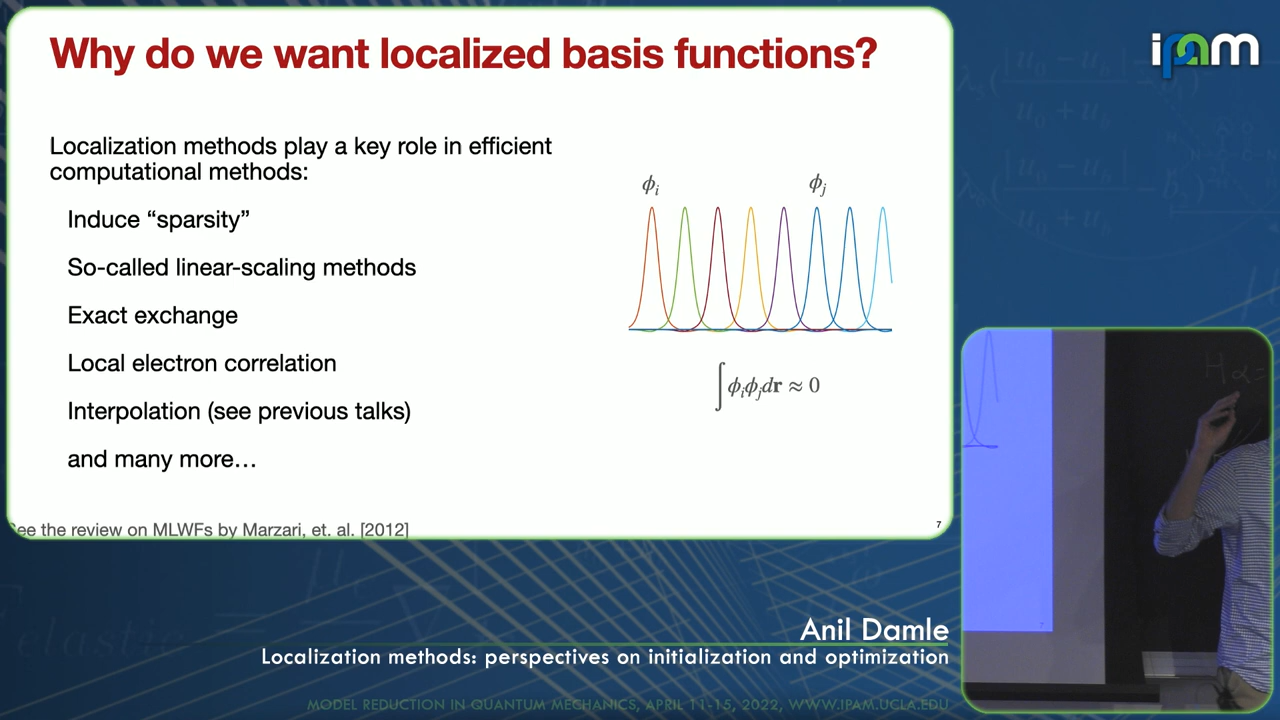 Why do we want localized basis functions?
ipam
Localization methods play a key role in efficient
computational methods:
Induce “sparsity”
So-called linear-scaling methods
Exact exchange
Local electron correlation
Interpolation (see previous talks)
and many more…
ϕᵢ
ϕⱼ
∫ϕᵢϕⱼdr ≈ 0
ee the review on MLWFs by Marzari, et. al. [2012]
7
Anil Damle
Localization methods: perspectives on initialization and optimization
MODEL REDUCTION IN QUANTUM MECHANICS, APRIL 11-15, 2022, WWW.IPAM.UCLA.EDU
elastic